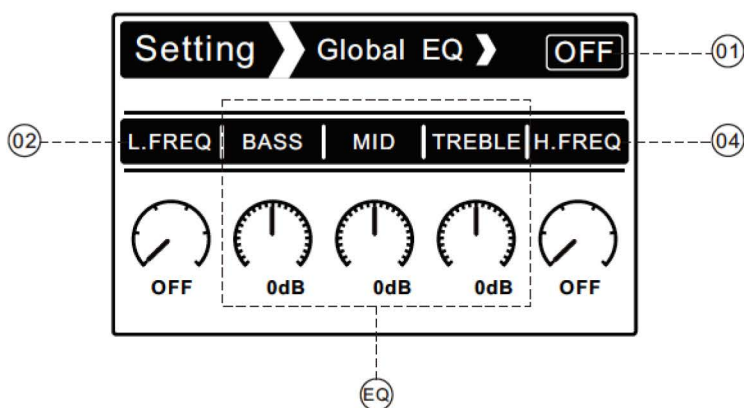 Setting Global EQ OFF
01
02 L.FREQ BASS MID TREBLE H.FREQ 04
OFF 0dB 0dB 0dB OFF
EQ